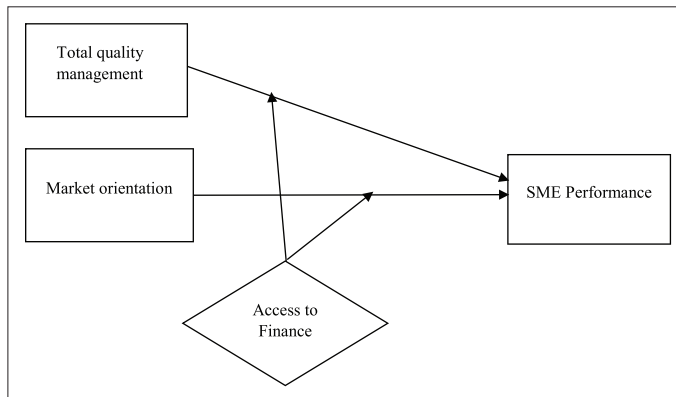 Total quality
management
Market orientation
SME Performance
Access to
Finance